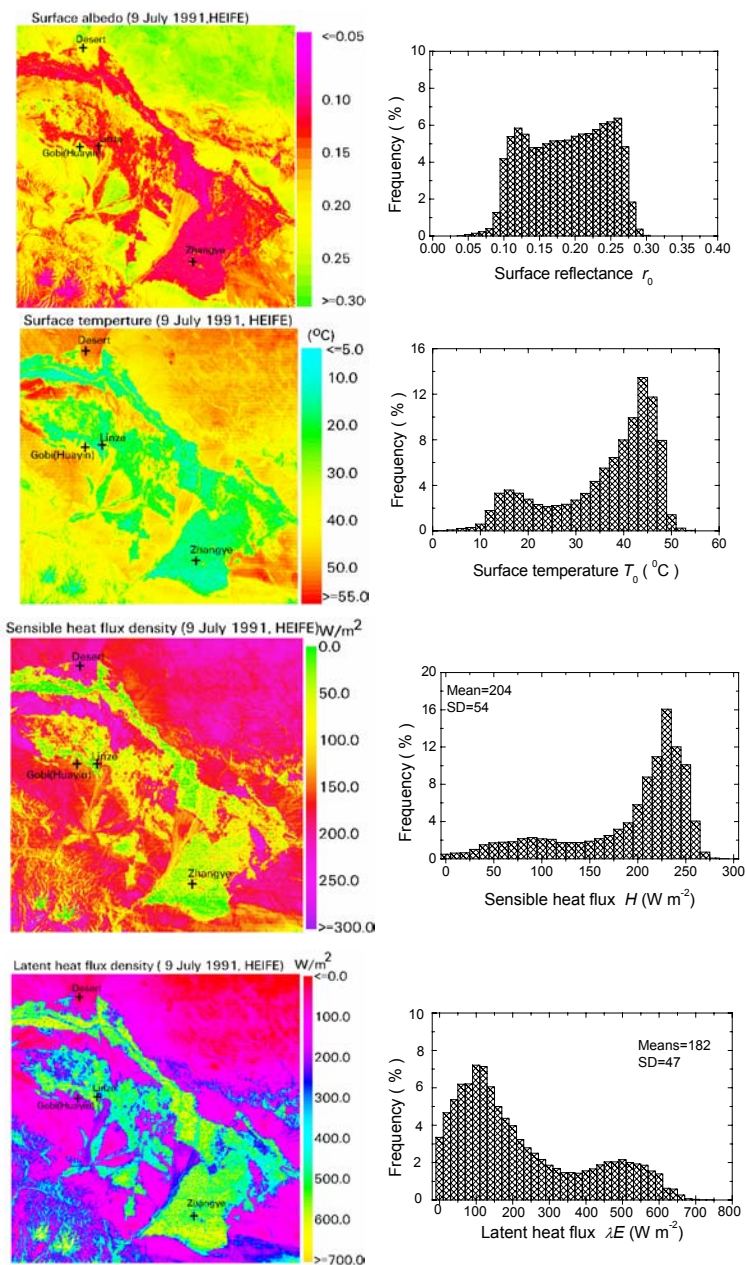 Surface albedo (9 July 1991,HEIFE)
Desert
Linze
Gobi(Huayin)
Zhangye
<=0.05
0.10
0.15
0.20
0.25
>=0.30
Frequency ( % )
8
6
4
2
0
0.00 0.05 0.10 0.15 0.20 0.25 0.30 0.35 0.40
Surface reflectance r0
Surface temperture (9 July 1991, HEIFE)
(°C)
Desert
Linze
Gobi(Huayin)
Zhangye
<=5.0
10.0
20.0
30.0
40.0
50.0
>=55.0
Frequency ( % )
16
12
8
4
0
0 10 20 30 40 50 60
Surface temperature T0 ( 0C )
Sensible heat flux density (9 July 1991, HEIFE)
W/m2
Desert
Linze
Gobi(Huayin)
Zhangye
0.0
50.0
100.0
150.0
200.0
250.0
>=300.0
Mean=204
SD=54
Frequency ( % )
20
16
12
8
4
0
0 50 100 150 200 250 300
Sensible heat flux H (W m-2)
Latent heat flux density ( 9 July 1991, HEIFE)
W/m2
Desert
Linze
Gobi(Huayin)
Zhangye
<=0.0
100.0
200.0
300.0
400.0
500.0
600.0
>=700.0
Means=182
SD=47
Frequency ( % )
10
8
6
4
2
0
0 100 200 300 400 500 600 700 800
Latent heat flux λE (W m-2)